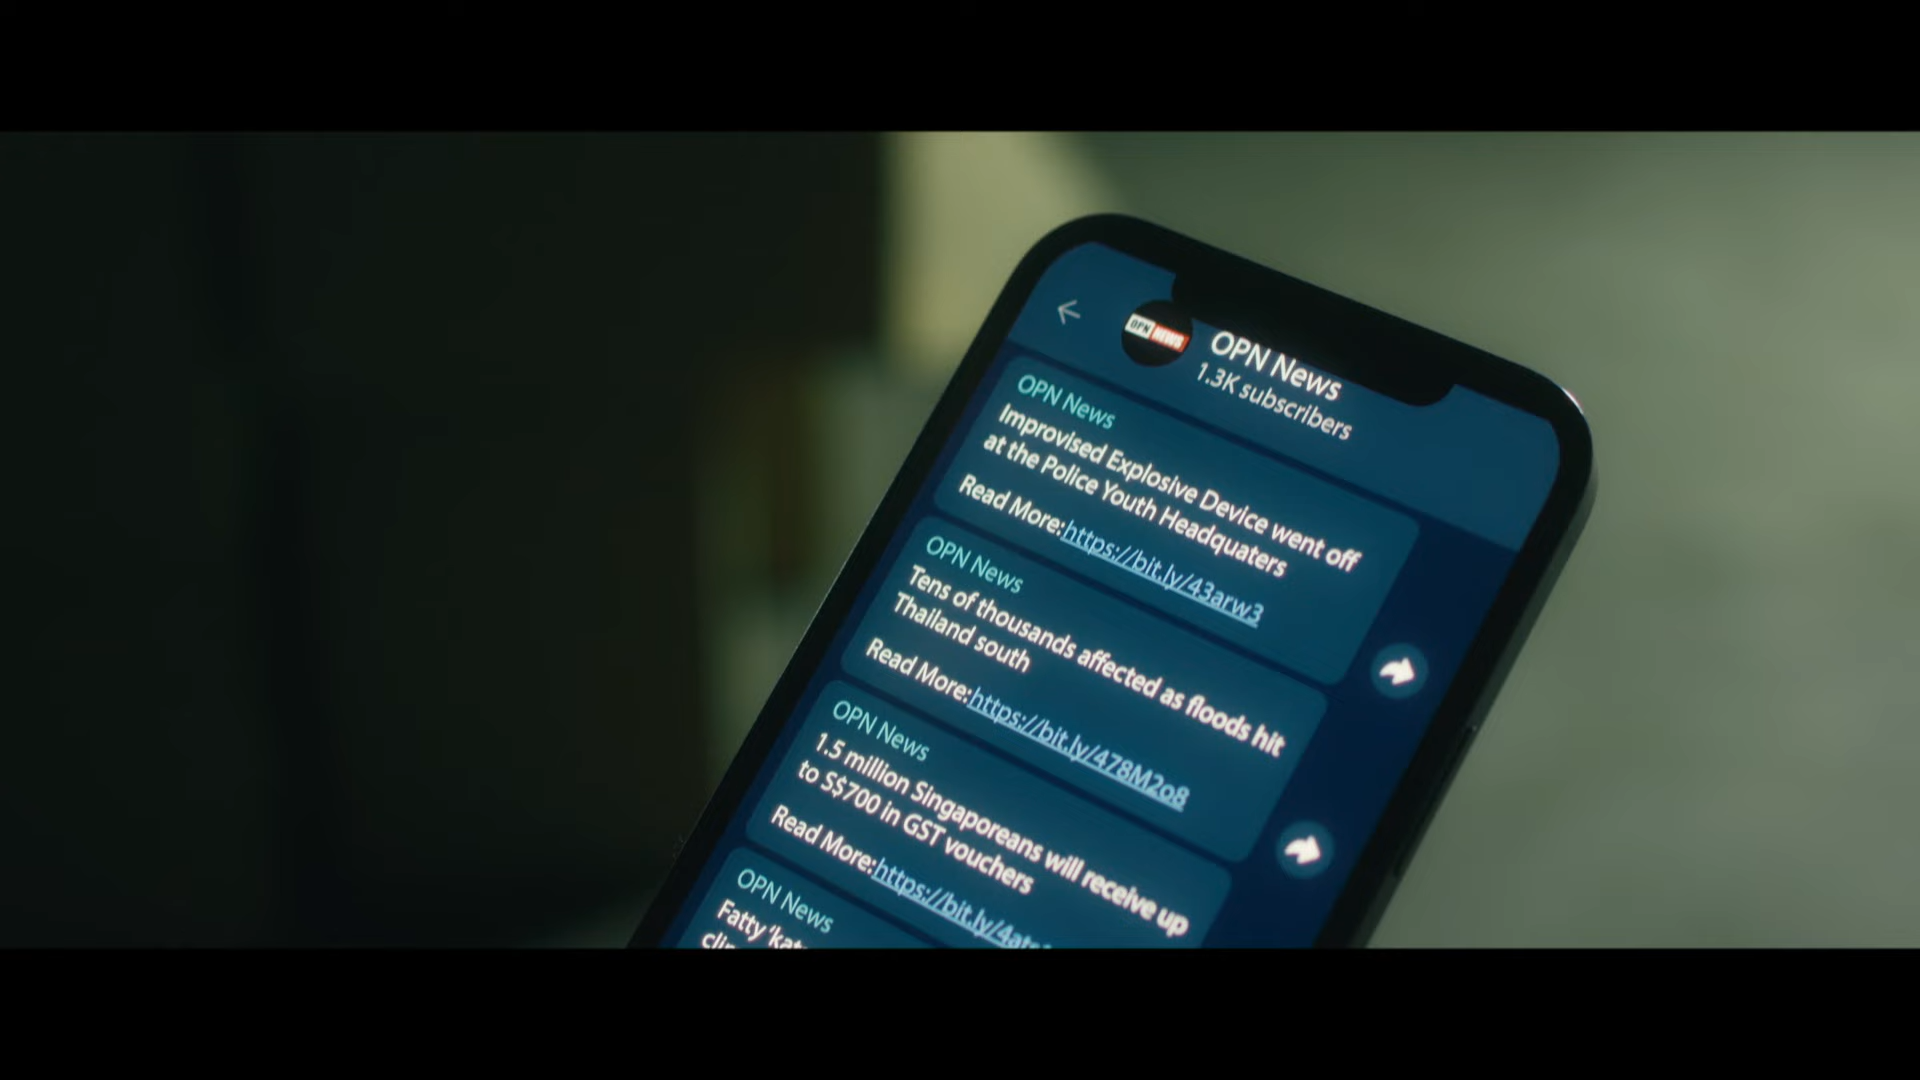 OPN NEWS
OPN News
1.3K subscribers
OPN News
Improvised Explosive Device went off
at the Police Youth Headquaters
Read More:https://bit.ly/43arw3
OPN News
Tens of thousands affected as floods hit
Thailand south
Read More:https://bit.ly/478M2o8
OPN News
1.5 million Singaporeans will receive up
to S$700 in GST vouchers
Read More:https://bit.ly/4at
OPN News
Fatty